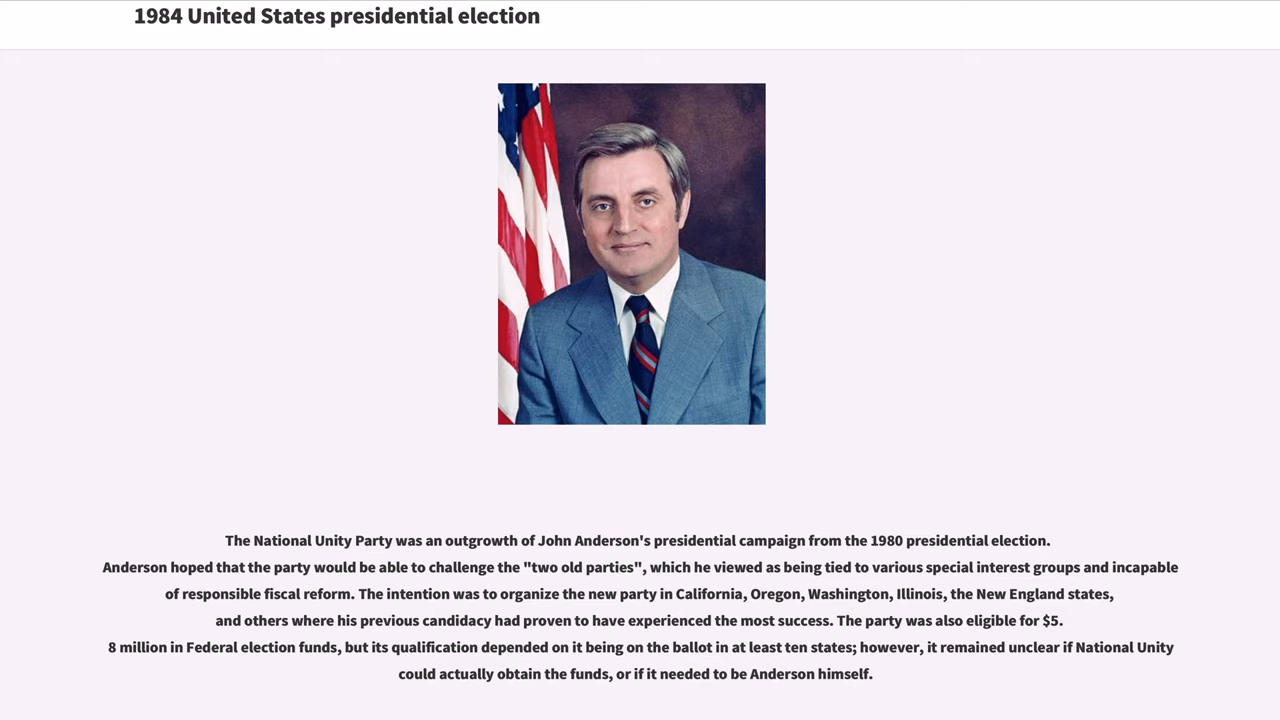 1984 United States presidential election
The National Unity Party was an outgrowth of John Anderson's presidential campaign from the 1980 presidential election.
Anderson hoped that the party would be able to challenge the "two old parties", which he viewed as being tied to various special interest groups and incapable
of responsible fiscal reform. The intention was to organize the new party in California, Oregon, Washington, Illinois, the New England states,
and others where his previous candidacy had proven to have experienced the most success. The party was also eligible for $5.
8 million in Federal election funds, but its qualification depended on it being on the ballot in at least ten states; however, it remained unclear if National Unity
could actually obtain the funds, or if it needed to be Anderson himself.